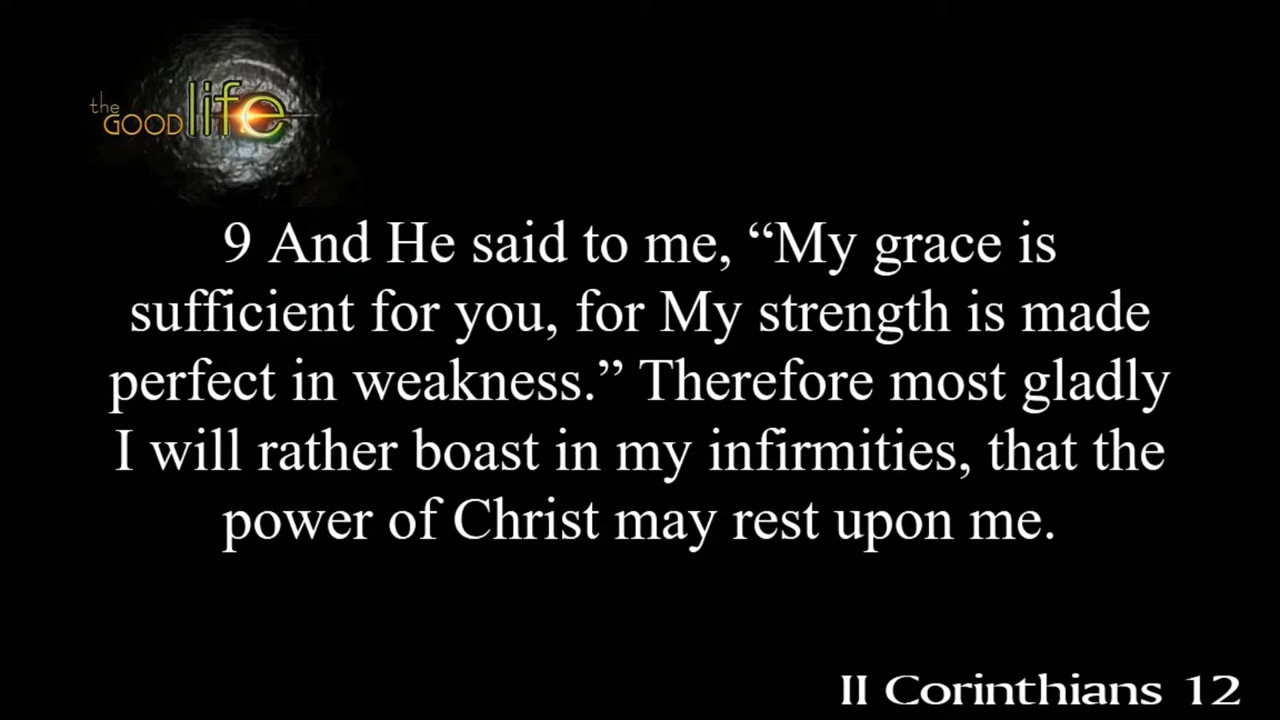 the
GOOD life
9 And He said to me, “My grace is
sufficient for you, for My strength is made
perfect in weakness.” Therefore most gladly
I will rather boast in my infirmities, that the
power of Christ may rest upon me.
II Corinthians 12